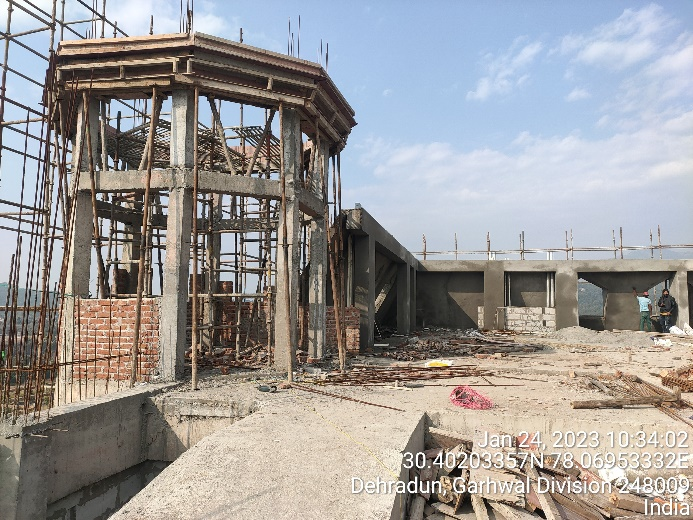 Jan 24, 2023 10:34:02
30.40203357N 78.06953332E
Dehradun, Garhwal Division 248009
India